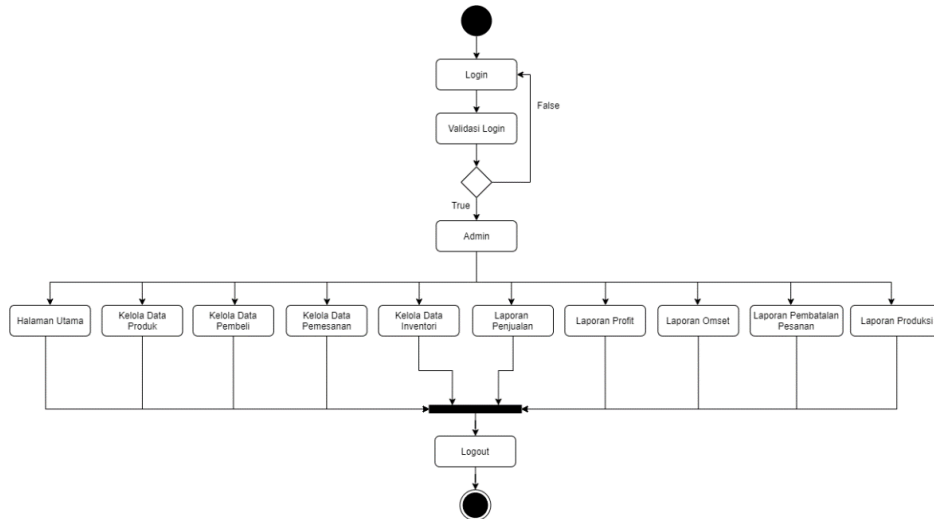 Login
False
Validasi Login
True
Admin
Halaman Utama
Kelola Data
Produk
Kelola Data
Pembeli
Kelola Data
Pemesanan
Kelola Data
Inventori
Laporan
Penjualan
Laporan Profit
Laporan Omset
Laporan Pembatalan
Pesanan
Laporan Produksi
Logout